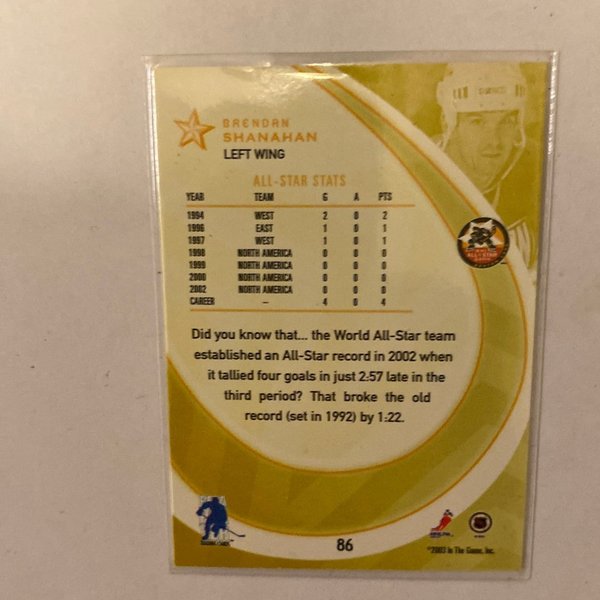 BRENDAN
SHANAHAN
LEFT WING
ALL-STAR STATS
YEAR TEAM G A PTS
1994 WEST 2 0 2
1996 EAST 1 0 1
1997 WEST 1 0 1
1998 NORTH AMERICA 0 0 0
1999 NORTH AMERICA 0 0 0
2000 NORTH AMERICA 0 0 0
2002 NORTH AMERICA 0 0 0
CAREER – 4 0 4
Did you know that... the World All-Star team
established an All-Star record in 2002 when
it tallied four goals in just 2:57 late in the
third period? That broke the old
record (set in 1992) by 1:22.
86
©2003 In The Game, Inc.